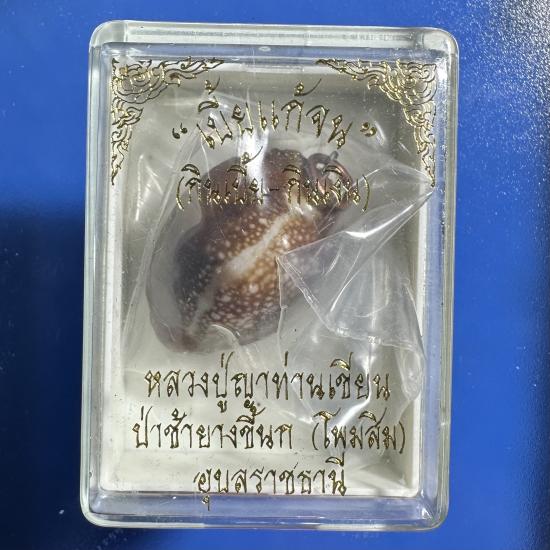 "เบี้ยแก้จน"
(กินเบี้ย-กินเงิน)
หลวงปู่ญาท่านเขียน
ป่าช้ายางขี้นก (โพมสิม)
อุบลราชธานี